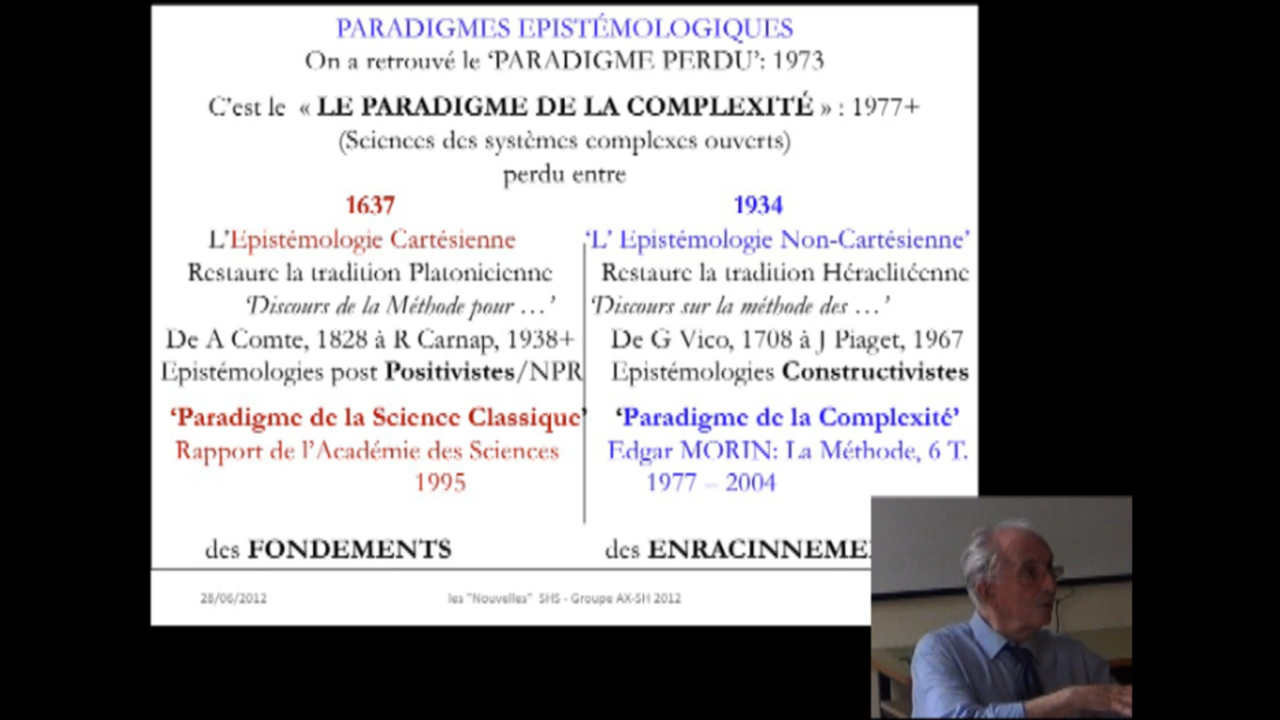 PARADIGMES EPISTÉMOLOGIQUES
On a retrouvé le ‘PARADIGME PERDU’: 1973
C’est le « LE PARADIGME DE LA COMPLEXITÉ » : 1977+
(Sciences des systèmes complexes ouverts)
perdu entre
1637
L’Epistémologie Cartésienne
Restaure la tradition Platonicienne
‘Discours de la Méthode pour …’
De A Comte, 1828 à R Carnap, 1938+
Epistémologies post Positivistes/NPR
‘Paradigme de la Science Classique’
Rapport de l’Académie des Sciences
1995
des FONDEMENTS
1934
‘L’ Epistémologie Non-Cartésienne’
Restaure la tradition Héraclitéenne
‘Discours sur la méthode des …’
De G Vico, 1708 à J Piaget, 1967
Epistémologies Constructivistes
‘Paradigme de la Complexité’
Edgar MORIN: La Méthode, 6 T.
1977 – 2004
des ENRACINNEME
28/06/2012
les "Nouvelles" SHS - Groupe AX-SH 2012